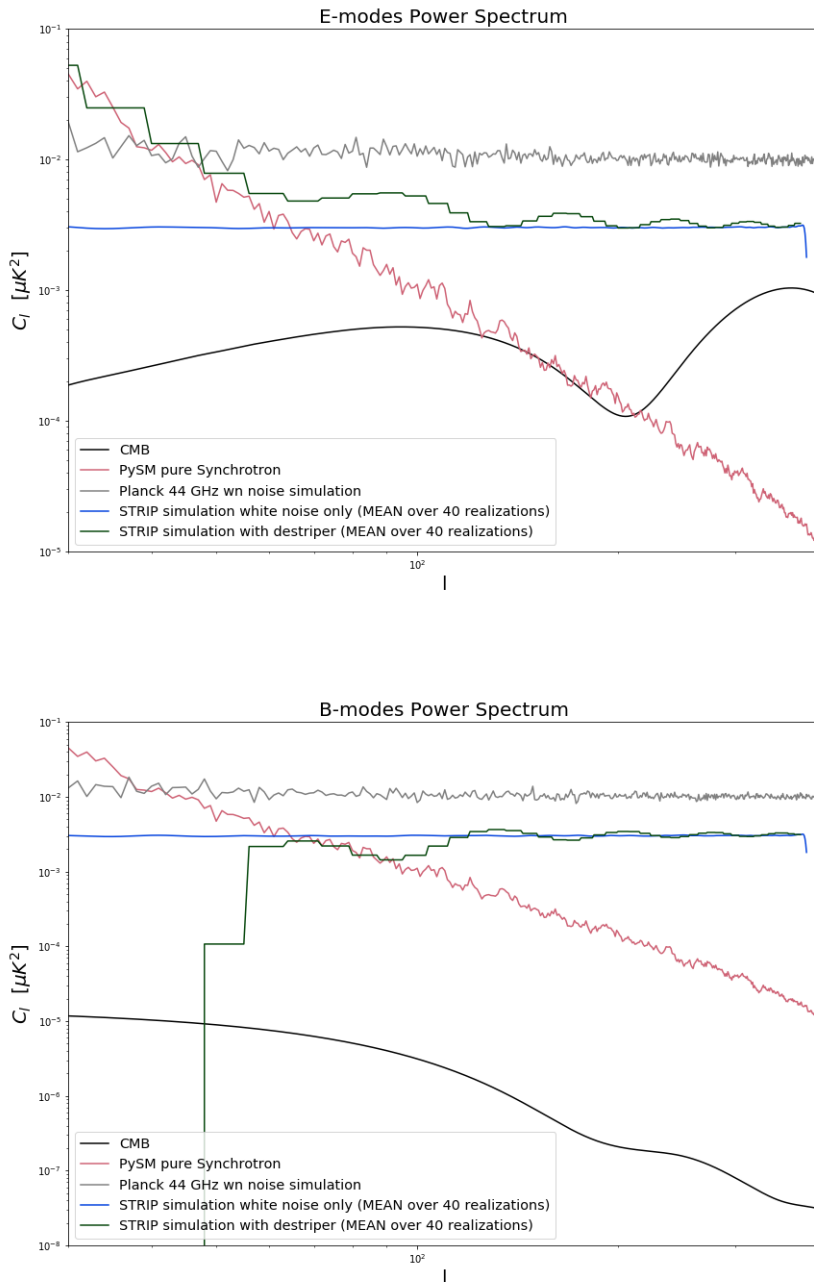 E-modes Power Spectrum
10⁻¹
10⁻²
10⁻³
10⁻⁴
10⁻⁵
C_l [μK²]
CMB
PySM pure Synchrotron
Planck 44 GHz wn noise simulation
STRIP simulation white noise only (MEAN over 40 realizations)
STRIP simulation with destriper (MEAN over 40 realizations)
10²
l
B-modes Power Spectrum
10⁻¹
10⁻²
10⁻³
10⁻⁴
10⁻⁵
10⁻⁶
10⁻⁷
10⁻⁸
C_l [μK²]
CMB
PySM pure Synchrotron
Planck 44 GHz wn noise simulation
STRIP simulation white noise only (MEAN over 40 realizations)
STRIP simulation with destriper (MEAN over 40 realizations)
10²
l